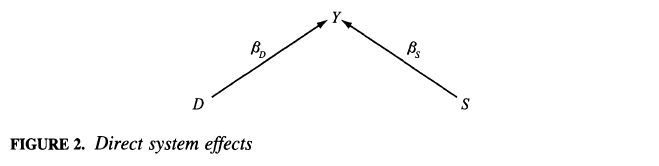 Y
β_D β_S
D S
FIGURE 2. Direct system effects